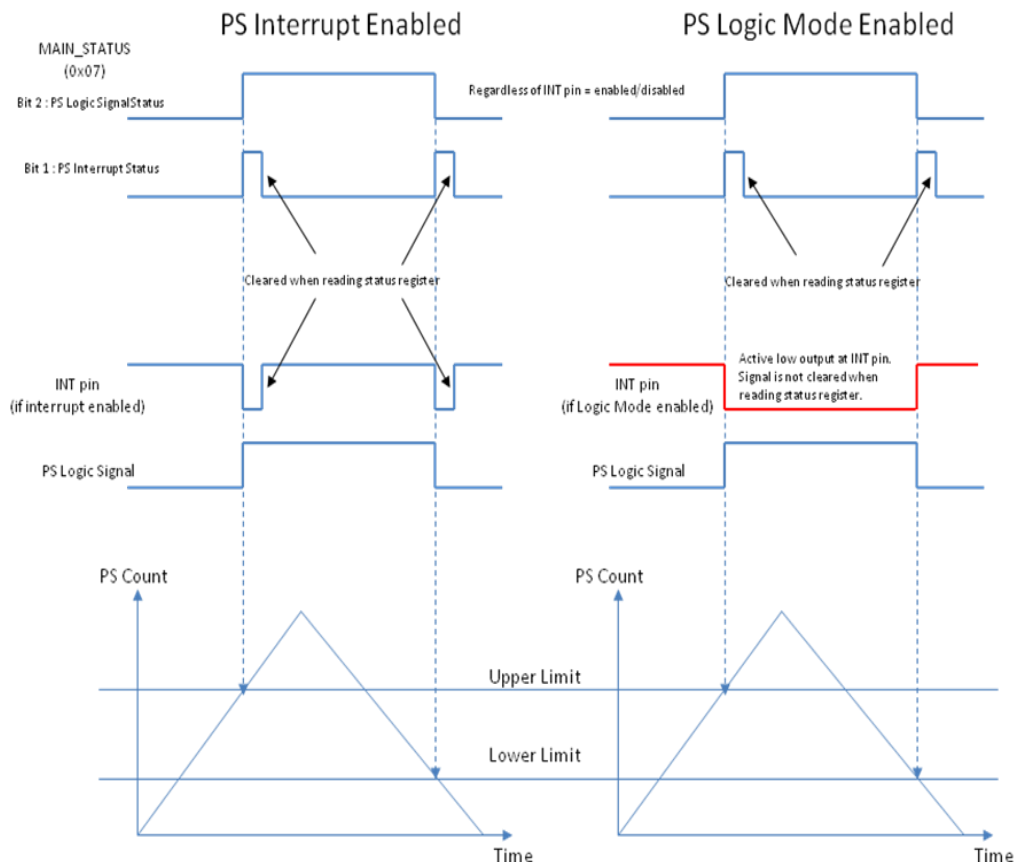 PS Interrupt Enabled
PS Logic Mode Enabled
MAIN_STATUS
(0x07)
Bit 2 : PS Logic SignalStatus
Regardless of INT pin = enabled/disabled
Bit 1 : PS Interrupt Status
Cleared when reading status register
Cleared when reading status register
INT pin
(if interrupt enabled)
INT pin
(if Logic Mode enabled)
Active low output at INT pin.
Signal is not cleared when
reading status register.
PS Logic Signal
PS Logic Signal
PS Count
PS Count
Upper Limit
Lower Limit
Time
Time